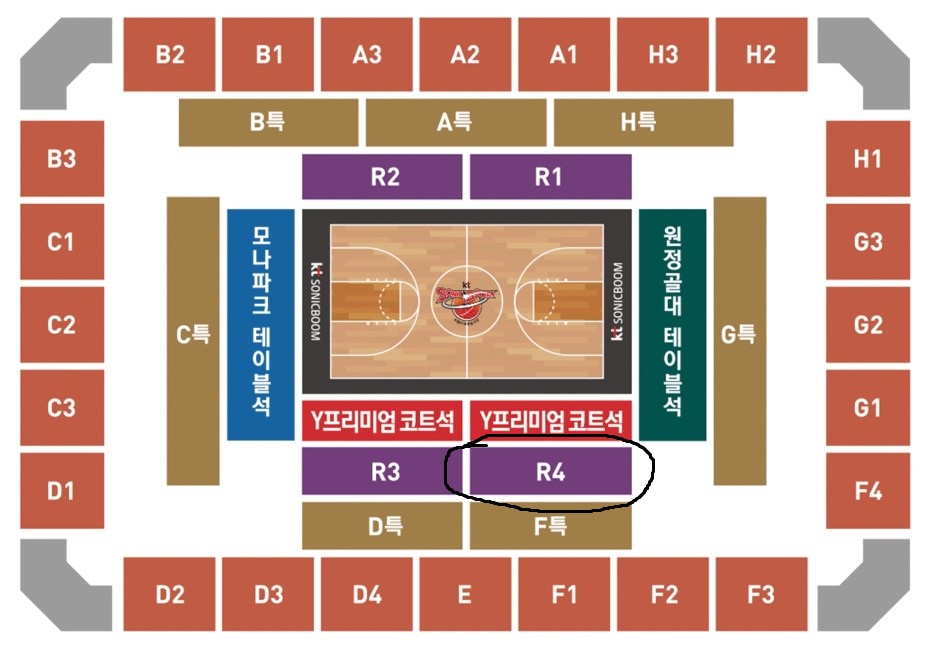 B2 B1 A3 A2 A1 H3 H2
B특 A특 H특
B3 R2 R1 H1
C1 G3
모나파크 테이블석
원정골대 테이블석
kt SONICBOOM
kt SONICBOOM
kt
C2 C특 G특 G2
C3 Y프리미엄 코트석 Y프리미엄 코트석 G1
D1 R3 R4 F4
D특 F특
D2 D3 D4 E F1 F2 F3